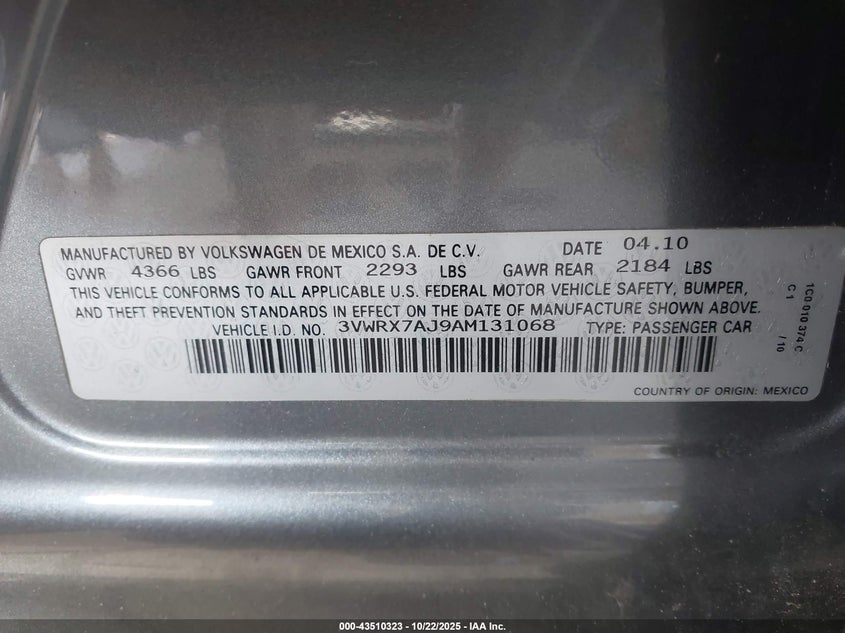 MANUFACTURED BY VOLKSWAGEN DE MEXICO S.A. DE C.V. DATE 04.10
GVWR 4366 LBS GAWR FRONT 2293 LBS GAWR REAR 2184 LBS
THIS VEHICLE CONFORMS TO ALL APPLICABLE U.S. FEDERAL MOTOR VEHICLE SAFETY, BUMPER,
AND THEFT PREVENTION STANDARDS IN EFFECT ON THE DATE OF MANUFACTURE SHOWN ABOVE.
VEHICLE I.D. NO. 3VWRX7AJ9AM131068 TYPE: PASSENGER CAR
COUNTRY OF ORIGIN: MEXICO
1C0 010 374 C
C 1 / 10
000-43510323 - 10/22/2025 - IAA Inc.